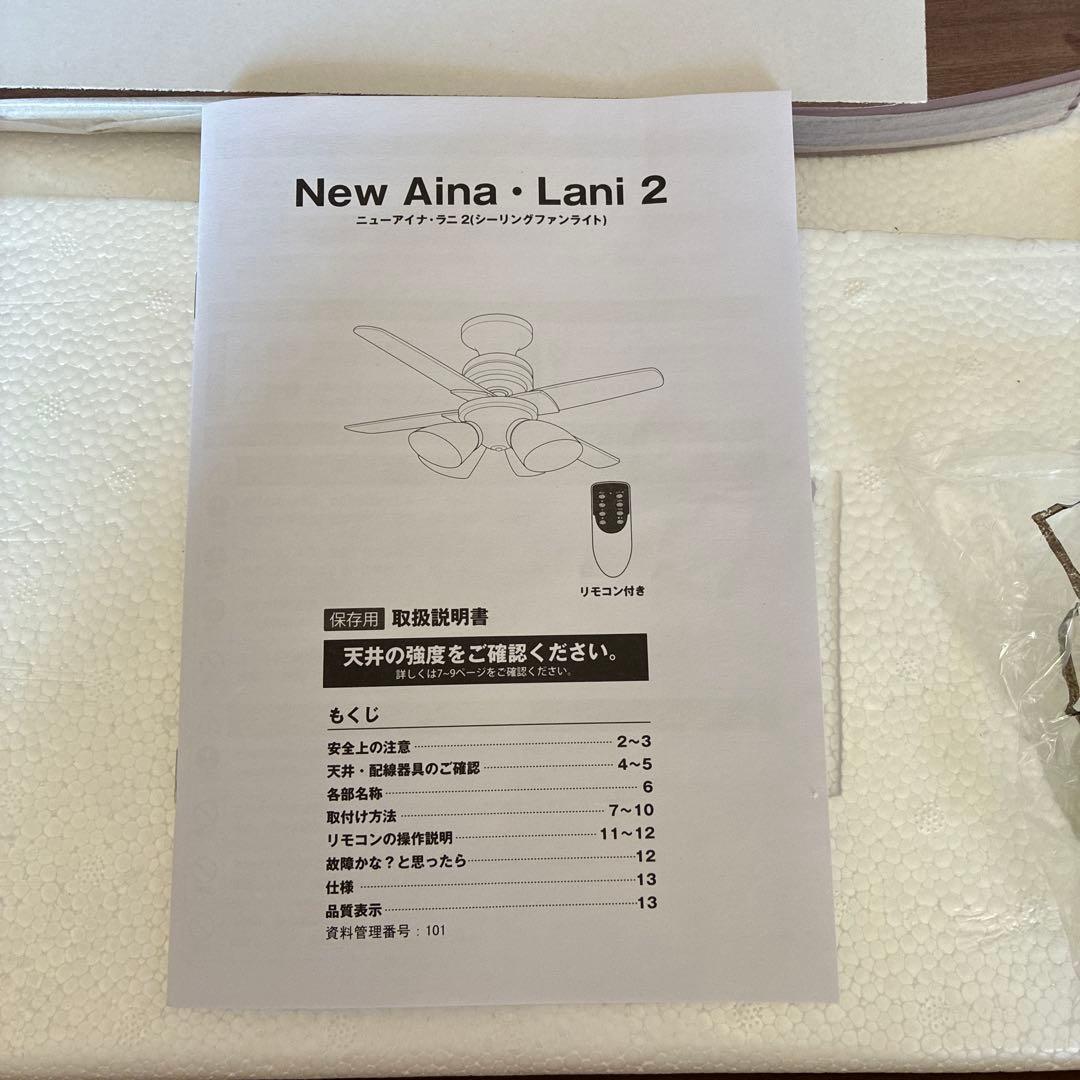 New Aina・Lani 2
ニューアイナ・ラニ 2(シーリングファンライト)
リモコン付き
保存用 取扱説明書
天井の強度をご確認ください。
詳しくは7~9ページをご確認ください。
もくじ
安全上の注意 2～3
天井・配線器具のご確認 4～5
各部名称 6
取付け方法 7～10
リモコンの操作説明 11～12
故障かな？と思ったら 12
仕様 13
品質表示 13
資料管理番号：101